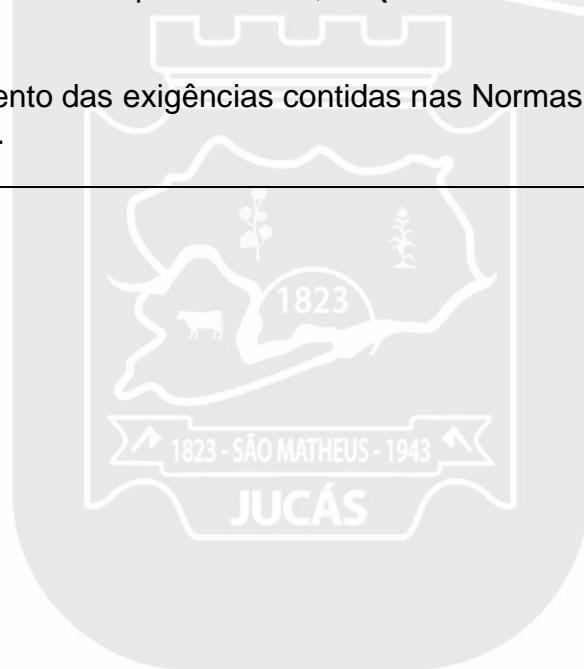 ento das exigências contidas nas Normas
.
1823
1823 - SÃO MATHEUS - 1943
JUCÁS